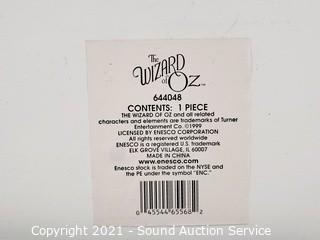 The
WIZARD
of OZ™
644048
CONTENTS: 1 PIECE
THE WIZARD OF OZ and all related
characters and elements are trademarks of Turner
Entertainment Co. ©1999
LICENSED BY ENESCO CORPORATION
All rights reserved worldwide
ENESCO is a registered U.S. trademark
ELK GROVE VILLAGE, IL 60007
MADE IN CHINA
www.enesco.com
Enesco stock is traded on the NYSE and
the PE under the symbol "ENC."
0 45544 65568 2
Copyright 2021 - Sound Auction Service